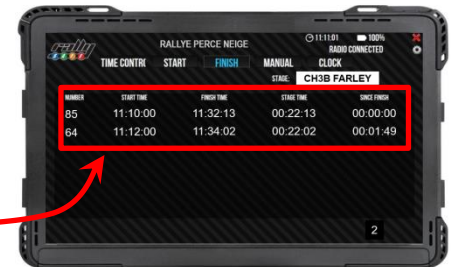 rally
RALLYE PERCE NEIGE
11:11:01 100%
RADIO CONNECTED
TIME CONTRC START FINISH MANUAL CLOCK
STAGE: CH3B FARLEY
NUMBER START TIME FINISH TIME STAGE TIME SINCE FINISH
85 11:10:00 11:32:13 00:22:13 00:00:00
64 11:12:00 11:34:02 00:22:02 00:01:49
2